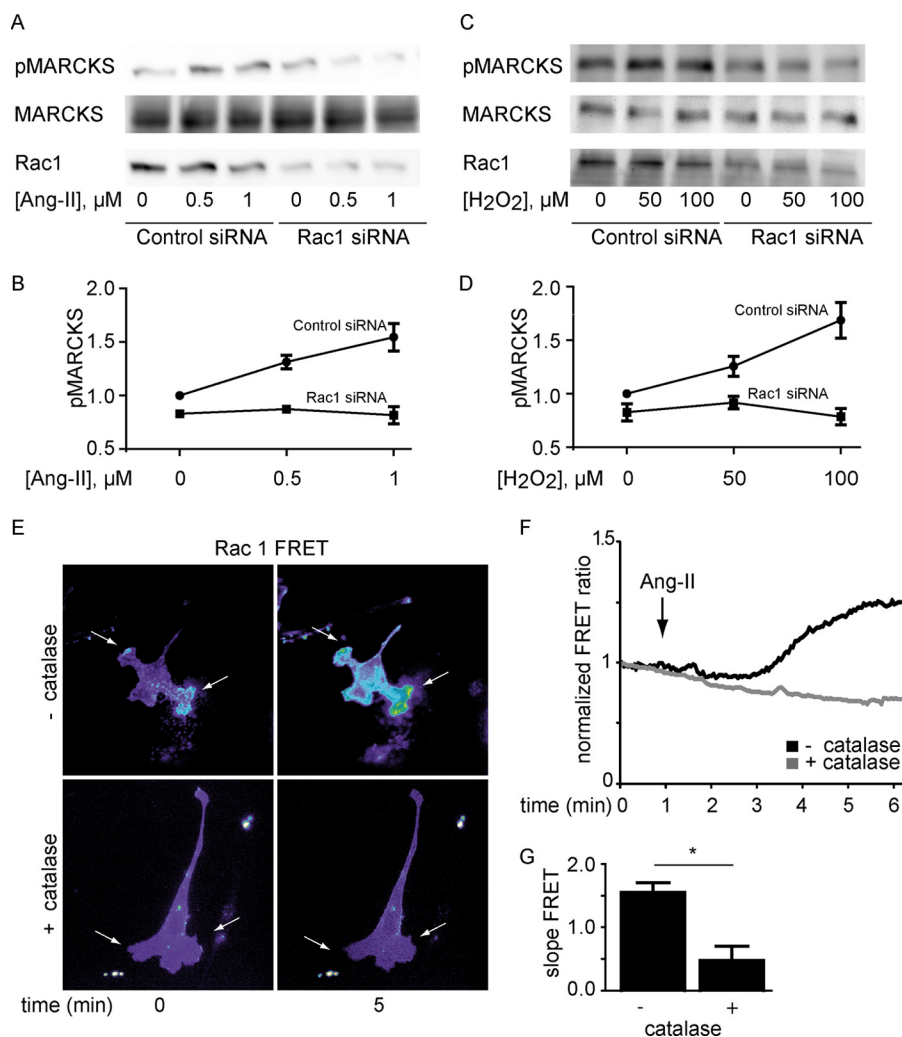 A
pMARCKS
MARCKS
Rac1
[Ang-II], µM 0 0.5 1 0 0.5 1
Control siRNA Rac1 siRNA
C
pMARCKS
MARCKS
Rac1
[H2O2], µM 0 50 100 0 50 100
Control siRNA Rac1 siRNA
B
pMARCKS
2.0
1.5
1.0
0.5
Control siRNA
Rac1 siRNA
[Ang-II], µM 0 0.5 1
D
pMARCKS
2.0
1.5
1.0
0.5
Control siRNA
Rac1 siRNA
[H2O2], µM 0 50 100
E
Rac 1 FRET
- catalase
+ catalase
time (min) 0 5
F
normalized FRET ratio
1.5
1
0
Ang-II
- catalase
+ catalase
time (min) 0 1 2 3 4 5 6
G
slope FRET
2.0
1.0
0.0
*
- +
catalase